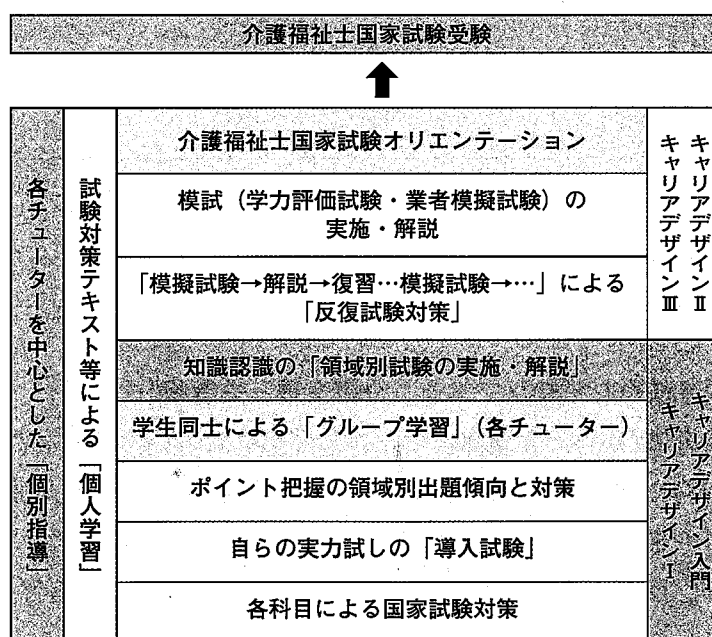 介護福祉士国家試験受験
各チューターを中心とした「個別指導」
試験対策テキスト等による「個人学習」
介護福祉士国家試験オリエンテーション
模試（学力評価試験・業者模擬試験）の
実施・解説
「模擬試験→解説→復習…模擬試験→…」による
「反復試験対策」
知識認識の「領域別試験の実施・解説」
学生同士による「グループ学習」（各チューター）
ポイント把握の領域別出題傾向と対策
自らの実力試しの「導入試験」
各科目による国家試験対策
キャリアデザインⅡ
キャリアデザインⅢ
キャリアデザイン入門
キャリアデザインⅠ